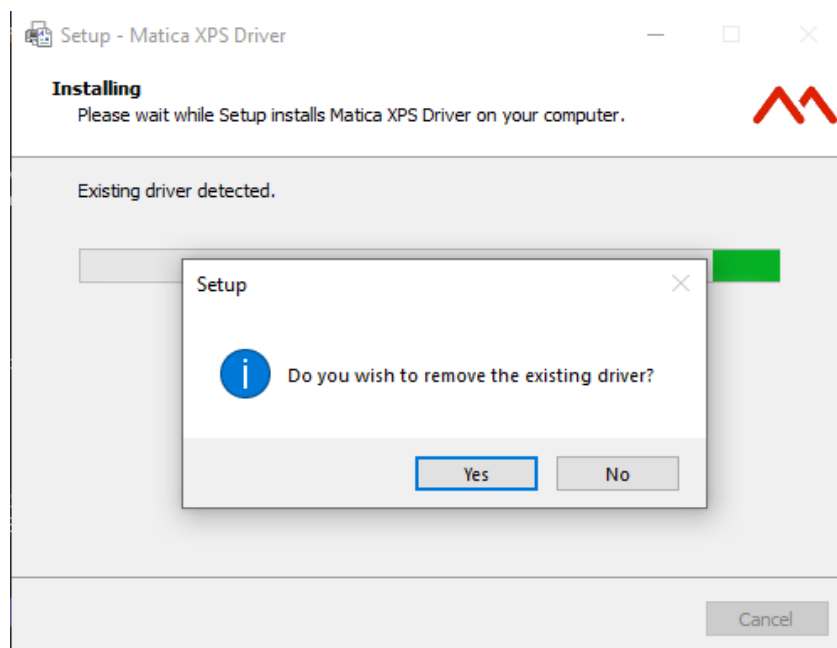 Setup - Matica XPS Driver
Installing
Please wait while Setup installs Matica XPS Driver on your computer.
Existing driver detected.
Setup
Do you wish to remove the existing driver?
Yes No
Cancel